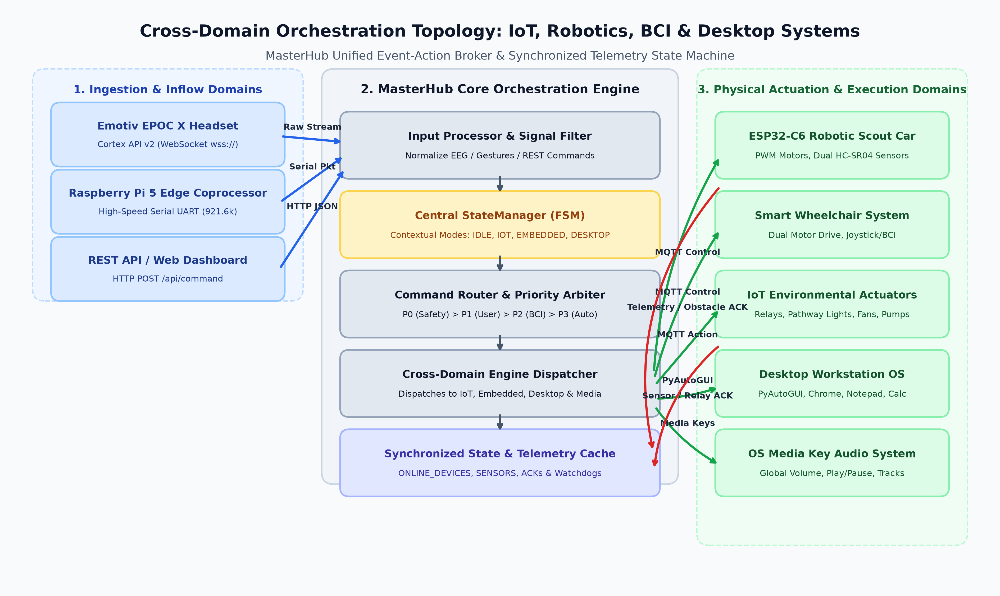 Cross-Domain Orchestration Topology: IoT, Robotics, BCI & Desktop Systems
MasterHub Unified Event-Action Broker & Synchronized Telemetry State Machine
1. Ingestion & Inflow Domains
Emotiv EPOC X Headset
Cortex API v2 (WebSocket wss://)
Raspberry Pi 5 Edge Coprocessor
High-Speed Serial UART (921.6k)
REST API / Web Dashboard
HTTP POST /api/command
Raw Stream
Serial Pkt
HTTP JSON
2. MasterHub Core Orchestration Engine
Input Processor & Signal Filter
Normalize EEG / Gestures / REST Commands
Central StateManager (FSM)
Contextual Modes: IDLE, IOT, EMBEDDED, DESKTOP
Command Router & Priority Arbiter
P0 (Safety) > P1 (User) > P2 (BCI) > P3 (Auto)
Cross-Domain Engine Dispatcher
Dispatches to IoT, Embedded, Desktop & Media
Synchronized State & Telemetry Cache
ONLINE_DEVICES, SENSORS, ACKs & Watchdogs
MQTT Control
MQTT Control
Telemetry / Obstacle ACK
MQTT Action
PyAutoGUI
Sensor / Relay ACK
Media Keys
3. Physical Actuation & Execution Domains
ESP32-C6 Robotic Scout Car
PWM Motors, Dual HC-SR04 Sensors
Smart Wheelchair System
Dual Motor Drive, Joystick/BCI
IoT Environmental Actuators
Relays, Pathway Lights, Fans, Pumps
Desktop Workstation OS
PyAutoGUI, Chrome, Notepad, Calc
OS Media Key Audio System
Global Volume, Play/Pause, Tracks